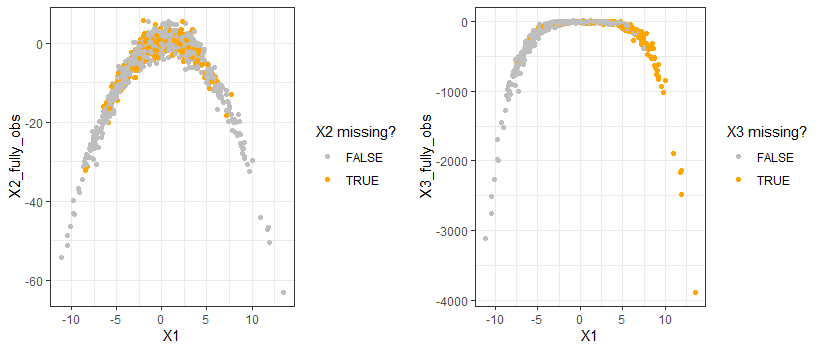 0
-20
-40
-60
X2_fully_obs
-10
-5
0
5
10
X1
X2 missing?
FALSE
TRUE
0
-1000
-2000
-3000
-4000
X3_fully_obs
-10
-5
0
5
10
X1
X3 missing?
FALSE
TRUE